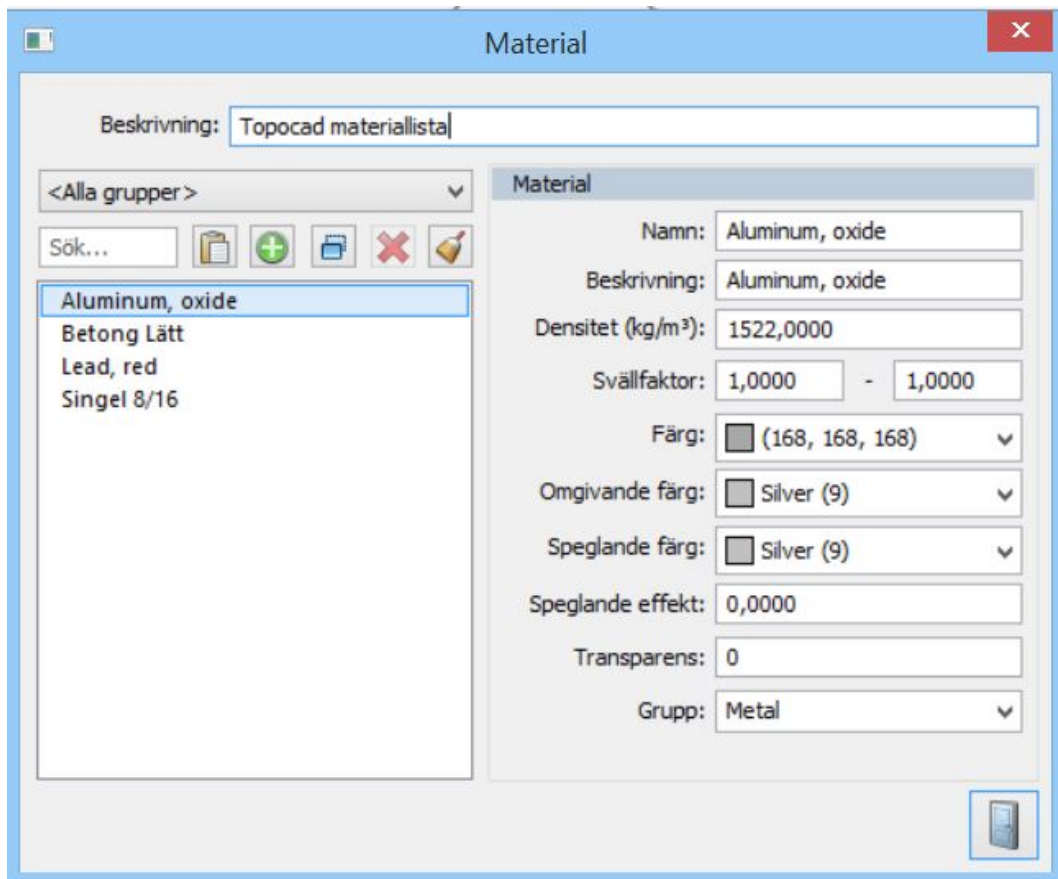 Material
Beskrivning: Topocad materiallista
<Alla grupper>
Sök...
Aluminum, oxide
Betong Lätt
Lead, red
Singel 8/16
Material
Namn: Aluminum, oxide
Beskrivning: Aluminum, oxide
Densitet (kg/m³): 1522,0000
Svällfaktor: 1,0000 - 1,0000
Färg: (168, 168, 168)
Omgivande färg: Silver (9)
Speglande färg: Silver (9)
Speglande effekt: 0,0000
Transparens: 0
Grupp: Metal